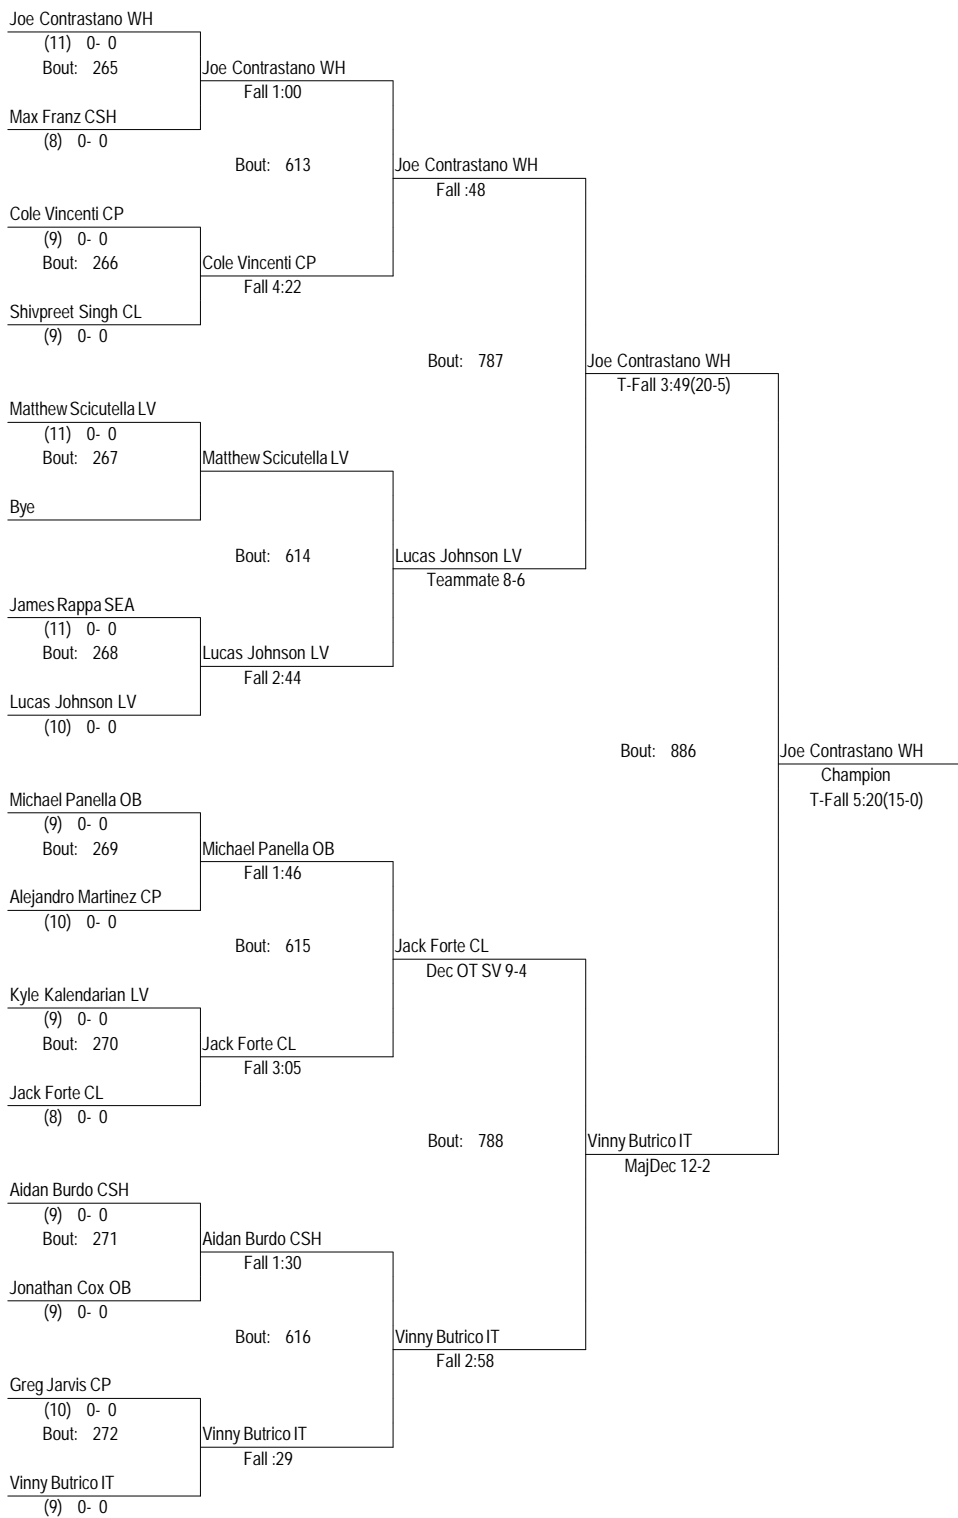 Joe Contrastano WH
(11) 0- 0
Bout: 265
Joe Contrastano WH
Fall 1:00
Max Franz CSH
(8) 0- 0
Bout: 613
Joe Contrastano WH
Fall :48
Cole Vincenti CP
(9) 0- 0
Bout: 266
Cole Vincenti CP
Fall 4:22
Shivpreet Singh CL
(9) 0- 0
Bout: 787
Joe Contrastano WH
T-Fall 3:49(20-5)
Matthew Scicutella LV
(11) 0- 0
Bout: 267
Matthew Scicutella LV
Bye
Bout: 614
Lucas Johnson LV
Teammate 8-6
James Rappa SEA
(11) 0- 0
Bout: 268
Lucas Johnson LV
Fall 2:44
Lucas Johnson LV
(10) 0- 0
Bout: 886
Joe Contrastano WH
Champion
T-Fall 5:20(15-0)
Michael Panella OB
(9) 0- 0
Bout: 269
Michael Panella OB
Fall 1:46
Alejandro Martinez CP
(10) 0- 0
Bout: 615
Jack Forte CL
Dec OT SV 9-4
Kyle Kalendarian LV
(9) 0- 0
Bout: 270
Jack Forte CL
Fall 3:05
Jack Forte CL
(8) 0- 0
Bout: 788
Vinny Butrico IT
MajDec 12-2
Aidan Burdo CSH
(9) 0- 0
Bout: 271
Aidan Burdo CSH
Fall 1:30
Jonathan Cox OB
(9) 0- 0
Bout: 616
Vinny Butrico IT
Fall 2:58
Greg Jarvis CP
(10) 0- 0
Bout: 272
Vinny Butrico IT
Fall :29
Vinny Butrico IT
(9) 0- 0